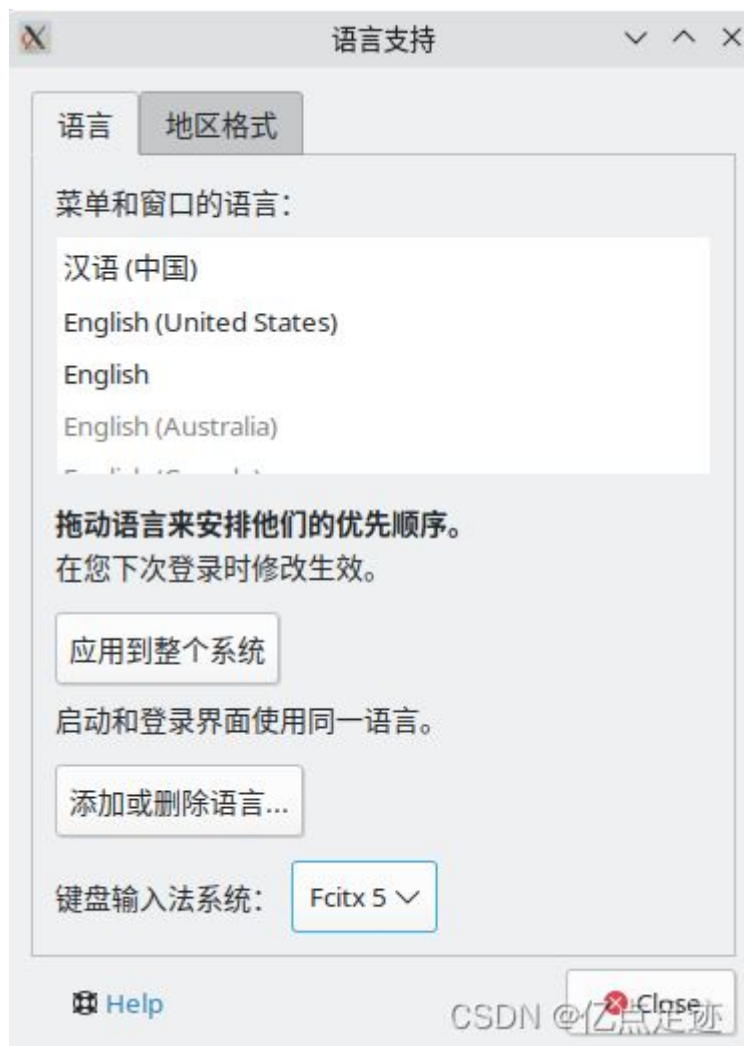 语言支持
语言 地区格式
菜单和窗口的语言：
汉语 (中国)
English (United States)
English
English (Australia)
拖动语言来安排他们的优先顺序。
在您下次登录时修改生效。
应用到整个系统
启动和登录界面使用同一语言。
添加或删除语言...
键盘输入法系统： Fcitx 5
Help Close
CSDN @亿点足迹